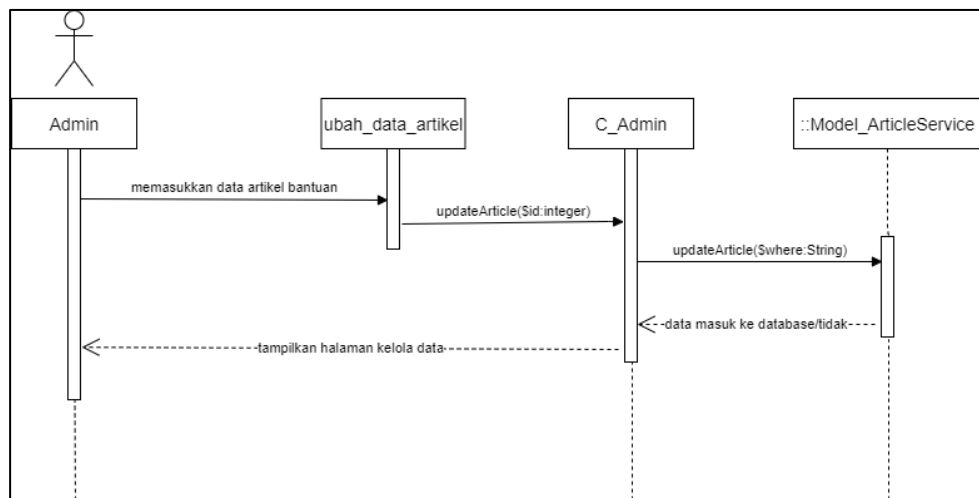 Admin
ubah_data_artikel
C_Admin
::Model_ArticleService
memasukkan data artikel bantuan
updateArticle($id:integer)
updateArticle($where:String)
data masuk ke database/tidak
tampilkan halaman kelola data